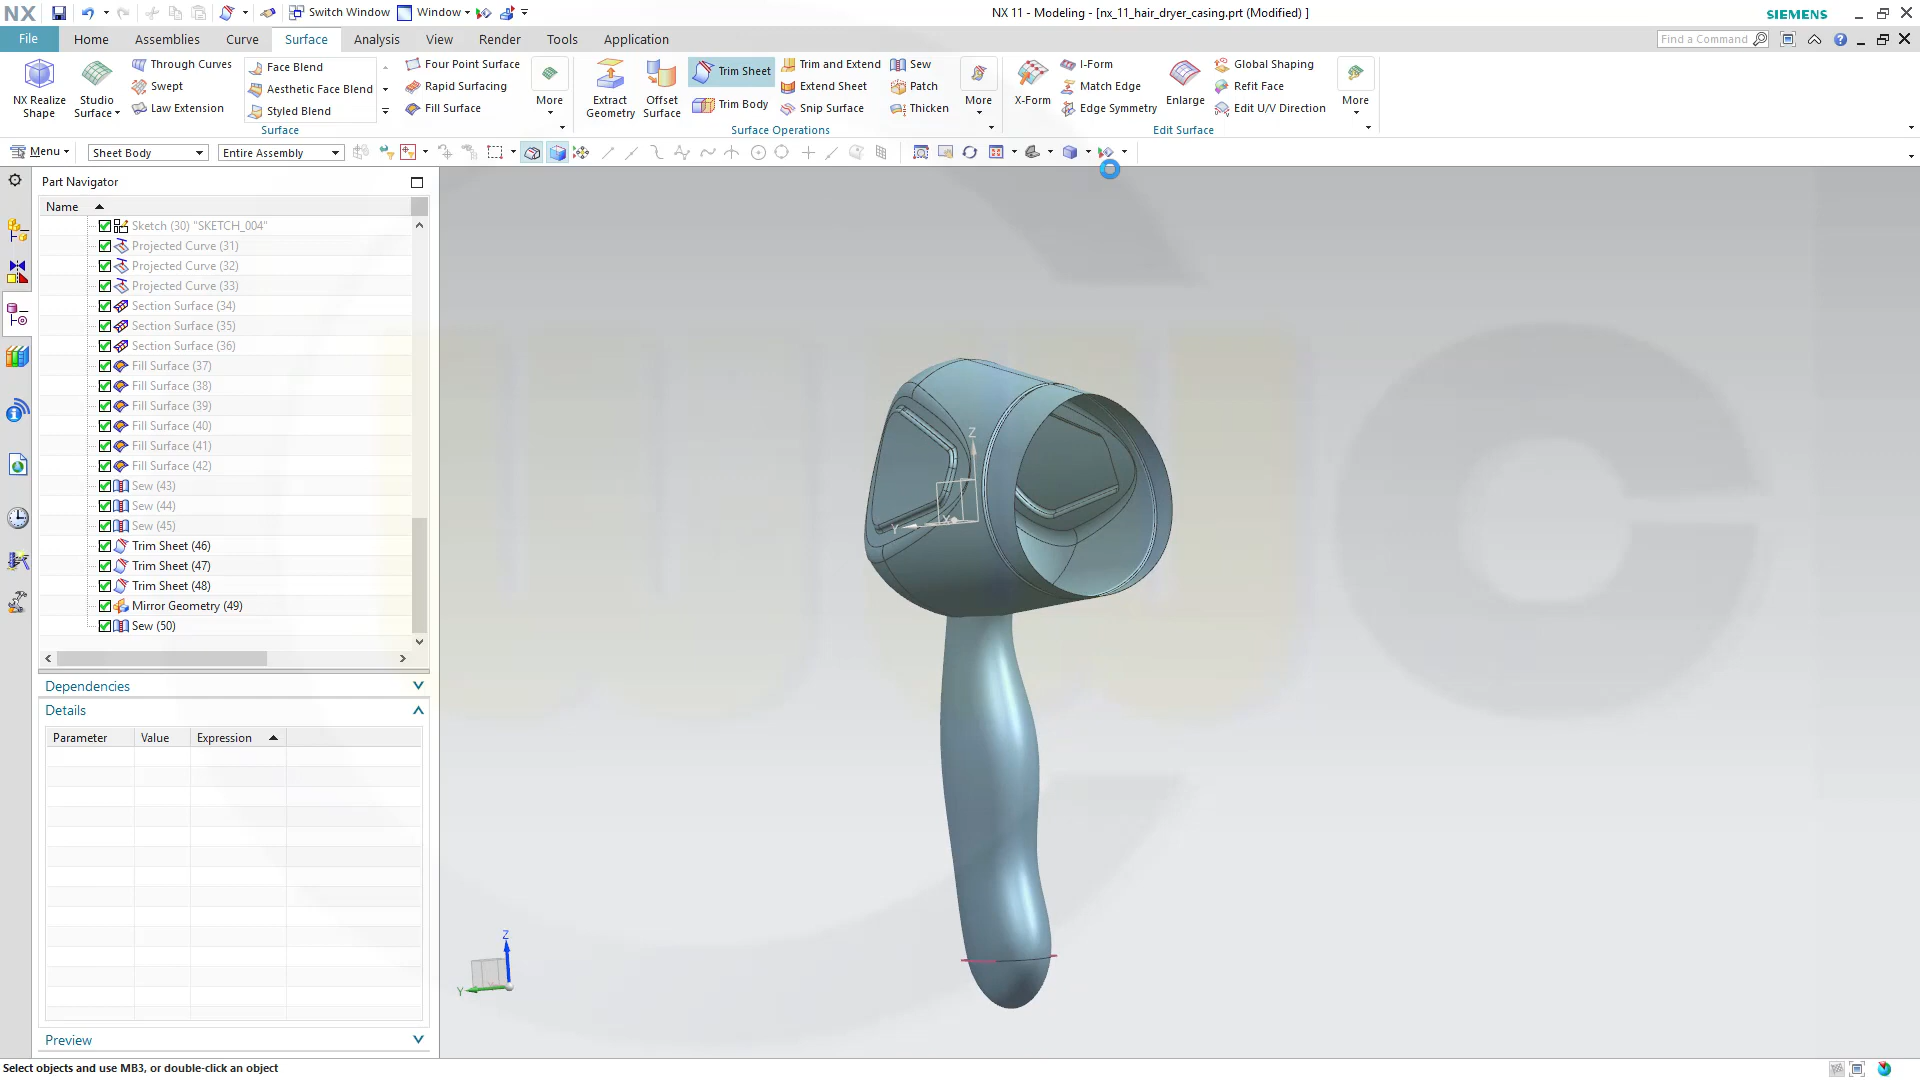 NX
Switch Window
Window
NX 11 - Modeling - [nx_11_hair_dryer_casing.prt (Modified) ]
SIEMENS
File
Home
Assemblies
Curve
Surface
Analysis
View
Render
Tools
Application
Find a Command
NX Realize
Shape
Studio
Surface
Through Curves
Swept
Law Extension
Face Blend
Aesthetic Face Blend
Styled Blend
Four Point Surface
Rapid Surfacing
Fill Surface
More
Surface
Extract
Geometry
Offset
Surface
Trim Sheet
Trim Body
Trim and Extend
Extend Sheet
Snip Surface
Sew
Patch
Thicken
More
Surface Operations
X-Form
I-Form
Match Edge
Edge Symmetry
Enlarge
Global Shaping
Refit Face
Edit U/V Direction
More
Edit Surface
Menu
Sheet Body
Entire Assembly
Part Navigator
Name
Sketch (30) "SKETCH_004"
Projected Curve (31)
Projected Curve (32)
Projected Curve (33)
Section Surface (34)
Section Surface (35)
Section Surface (36)
Fill Surface (37)
Fill Surface (38)
Fill Surface (39)
Fill Surface (40)
Fill Surface (41)
Fill Surface (42)
Sew (43)
Sew (44)
Sew (45)
Trim Sheet (46)
Trim Sheet (47)
Trim Sheet (48)
Mirror Geometry (49)
Sew (50)
Dependencies
Details
Parameter
Value
Expression
Preview
Z
Y
X
Z
Y
Select objects and use MB3, or double-click an object